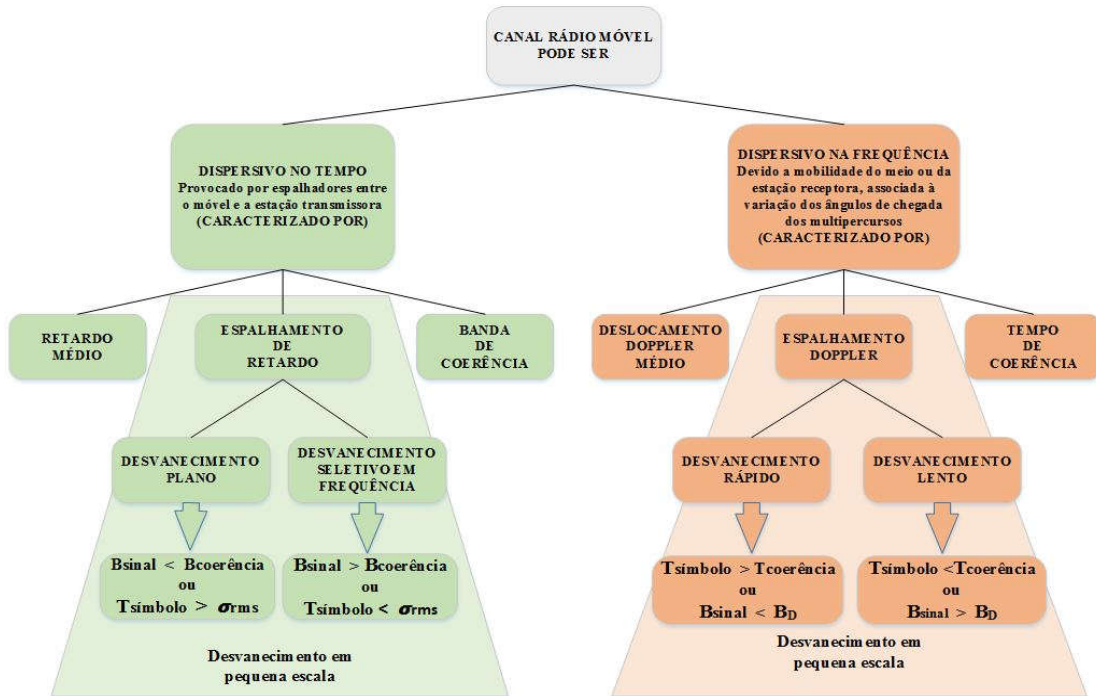 CANAL RÁDIO MÓVEL
PODE SER
DISPERSIVO NO TEMPO
Provocado por espalhadores entre
o móvel e a estação transmissora
(CARACTERIZADO POR)
DISPERSIVO NA FREQUÊNCIA
Devido a mobilidade do meio ou da
estação receptora, associada à
variação dos ângulos de chegada
dos multipercursos
(CARACTERIZADO POR)
RETARDO
MÉDIO
ESPALHAMENTO
DE
RETARDO
BANDA
DE
COERÊNCIA
DESLOCAMENTO
DOPPLER
MÉDIO
ESPALHAMENTO
DOPPLER
TEMPO
DE
COERÊNCIA
DESVANECIMENTO
PLANO
DESVANECIMENTO
SELETIVO EM
FREQUÊNCIA
DESVANECIMENTO
RÁPIDO
DESVANECIMENTO
LENTO
Bsinal < Bcoerência
ou
Tsímbolo > σrms
Bsinal > Bcoerência
ou
Tsímbolo < σrms
Tsímbolo > Tcoerência
ou
Bsinal < BD
Tsímbolo <Tcoerência
ou
Bsinal > BD
Desvanecimento em
pequena escala
Desvanecimento em
pequena escala